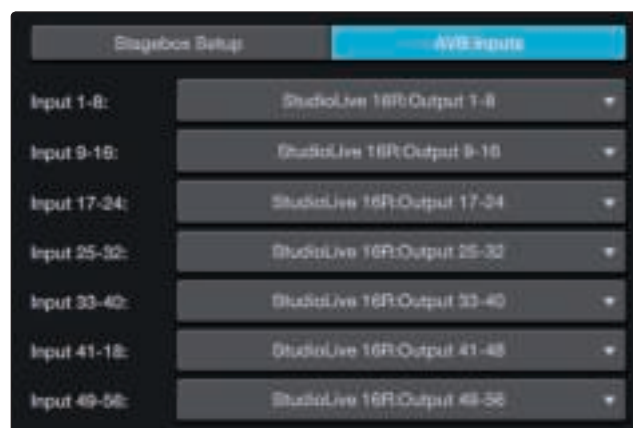 Stagebox Setup AVB Inputs
Input 1-8: StudioLive 16R:Output 1-8
Input 9-16: StudioLive 16R:Output 9-16
Input 17-24: StudioLive 16R:Output 17-24
Input 25-32: StudioLive 16R:Output 25-32
Input 33-40: StudioLive 16R:Output 33-40
Input 41-18: StudioLive 16R:Output 41-48
Input 49-56: StudioLive 16R:Output 49-56